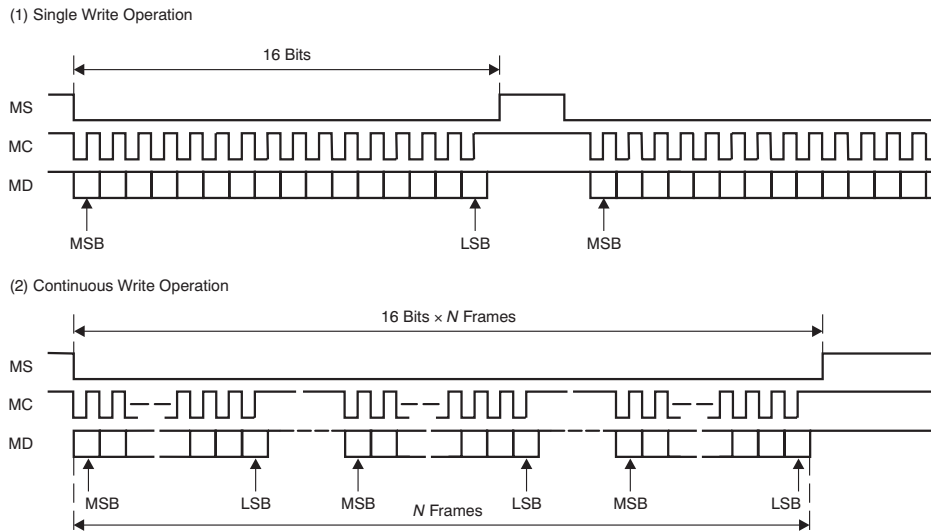 (1) Single Write Operation
16 Bits
MS
MC
MD
MSB LSB MSB
(2) Continuous Write Operation
16 Bits × N Frames
MS
MC
MD
MSB LSB MSB LSB MSB LSB
N Frames